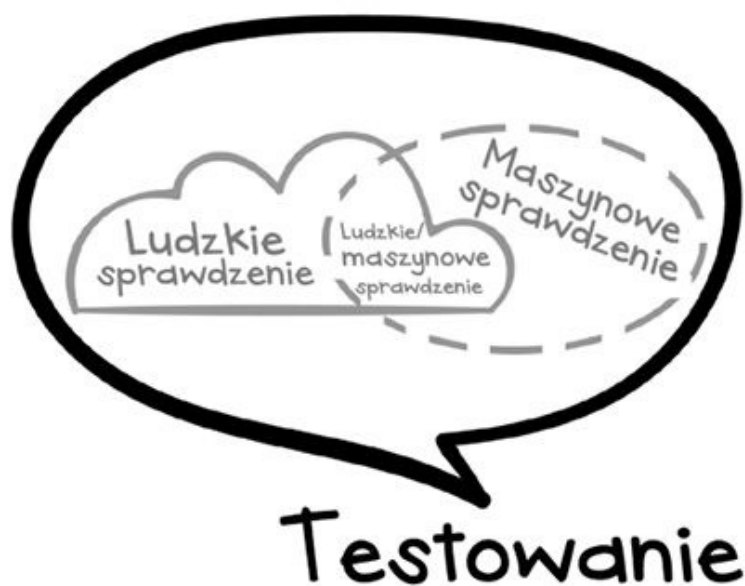 Ludzkie
sprawdzenie
Ludzkie/
maszynowe
sprawdzenie
Maszynowe
sprawdzenie
Testowanie